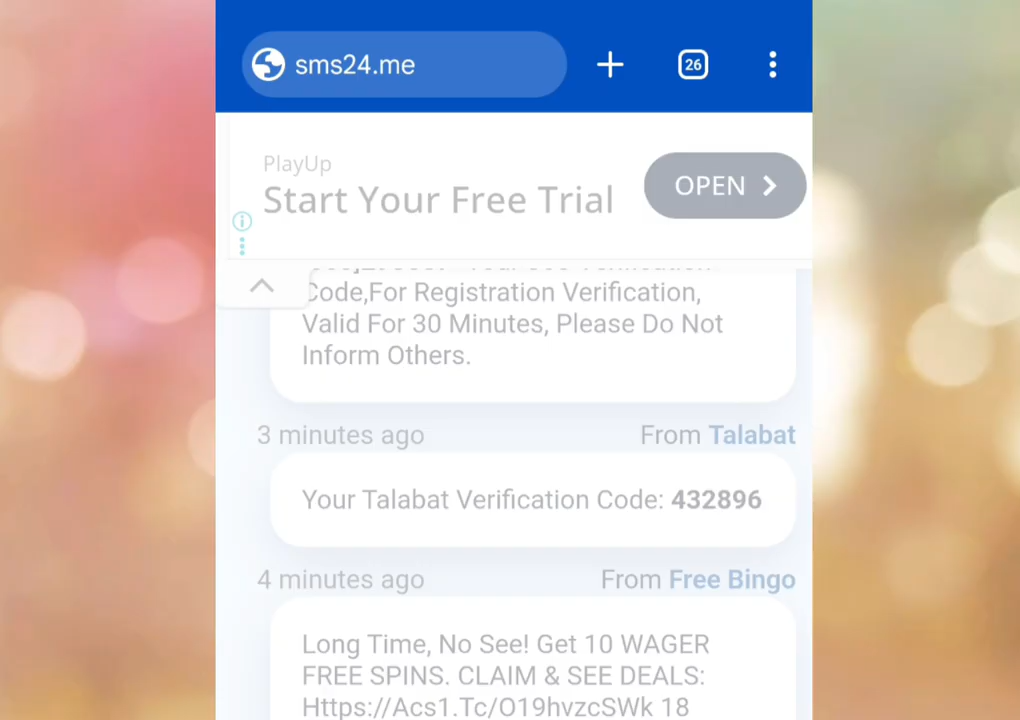 sms24.me
26
PlayUp
Start Your Free Trial
OPEN
Code,For Registration Verification,
Valid For 30 Minutes, Please Do Not
Inform Others.
3 minutes ago
From Talabat
Your Talabat Verification Code: 432896
4 minutes ago
From Free Bingo
Long Time, No See! Get 10 WAGER
FREE SPINS. CLAIM & SEE DEALS:
Https://Acs1.Tc/O19hvzcSWk 18